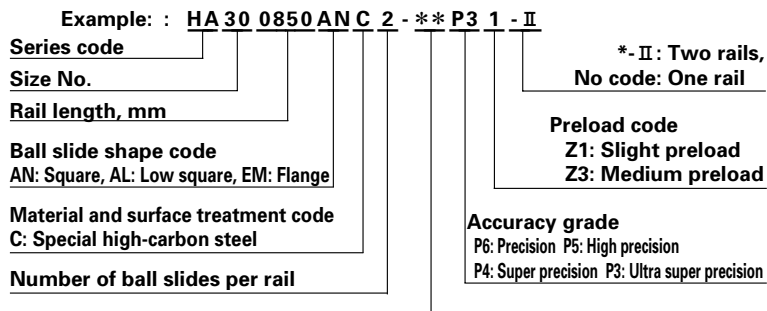 Example: : HA 30 0850 AN C 2 - ** P3 1 - Ⅱ
Series code
Size No.
Rail length, mm
Ball slide shape code
AN: Square, AL: Low square, EM: Flange
Material and surface treatment code
C: Special high-carbon steel
Number of ball slides per rail
*-Ⅱ: Two rails,
No code: One rail
Preload code
Z1: Slight preload
Z3: Medium preload
Accuracy grade
P6: Precision P5: High precision
P4: Super precision P3: Ultra super precision